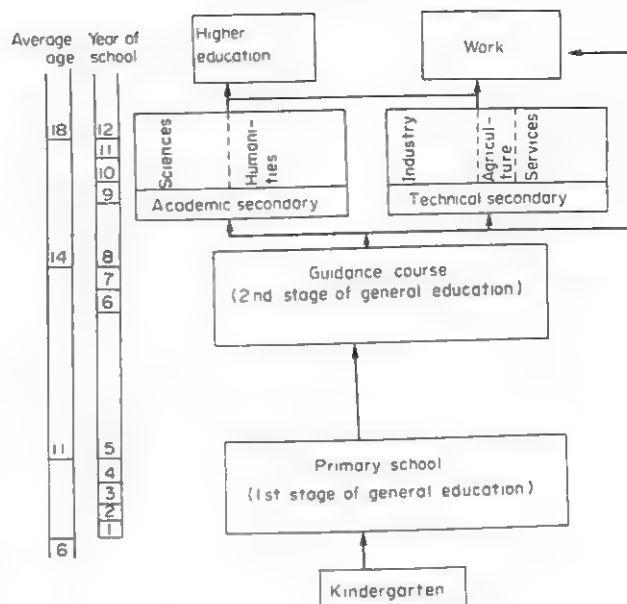 Average age
Year of school
Higher education
Work
18
12
11
10
9
Sciences
Humani-
ties
Industry
Agricul-
ture
Services
Academic secondary
Technical secondary
14
8
7
6
Guidance course
(2nd stage of general education)
11
5
4
3
2
1
Primary school
(1st stage of general education)
6
Kindergarten